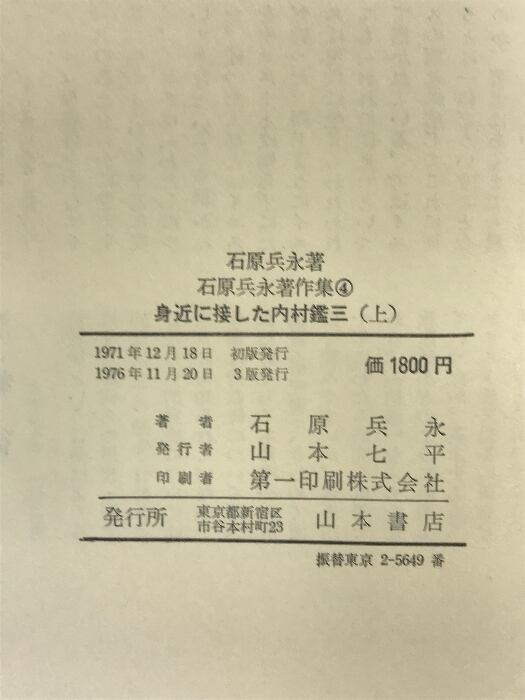 石原兵永著
石原兵永著作集④
身近に接した内村鑑三（上）
1971年12月18日　初版発行
1976年11月20日　3版発行
価1800円
著者　石原兵永
発行者　山本七平
印刷者　第一印刷株式会社
発行所　東京都新宿区市谷本村町23　山本書店
振替東京 2-5649 番